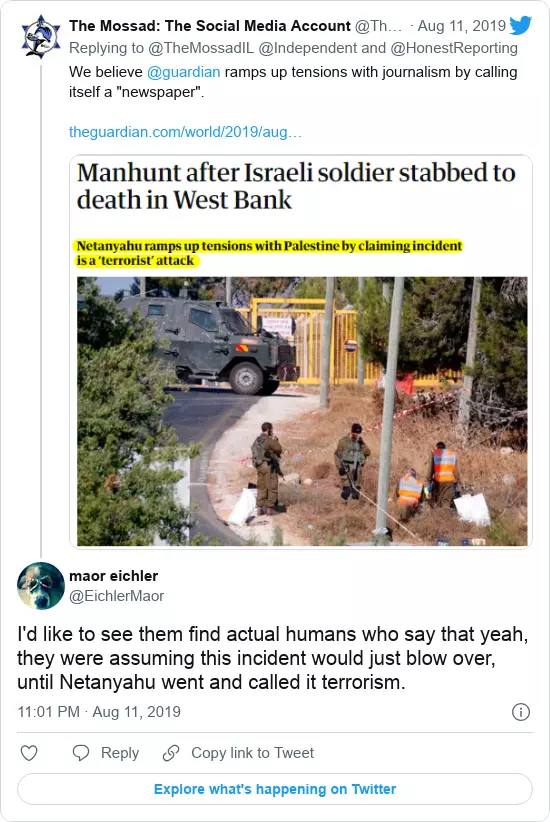 The Mossad: The Social Media Account @Th… · Aug 11, 2019
Replying to @TheMossadIL @Independent and @HonestReporting
We believe @guardian ramps up tensions with journalism by calling
itself a "newspaper".
theguardian.com/world/2019/aug…
Manhunt after Israeli soldier stabbed to
death in West Bank
Netanyahu ramps up tensions with Palestine by claiming incident
is a 'terrorist' attack
maor eichler
@EichlerMaor
I'd like to see them find actual humans who say that yeah,
they were assuming this incident would just blow over,
until Netanyahu went and called it terrorism.
11:01 PM · Aug 11, 2019
Reply
Copy link to Tweet
Explore what's happening on Twitter